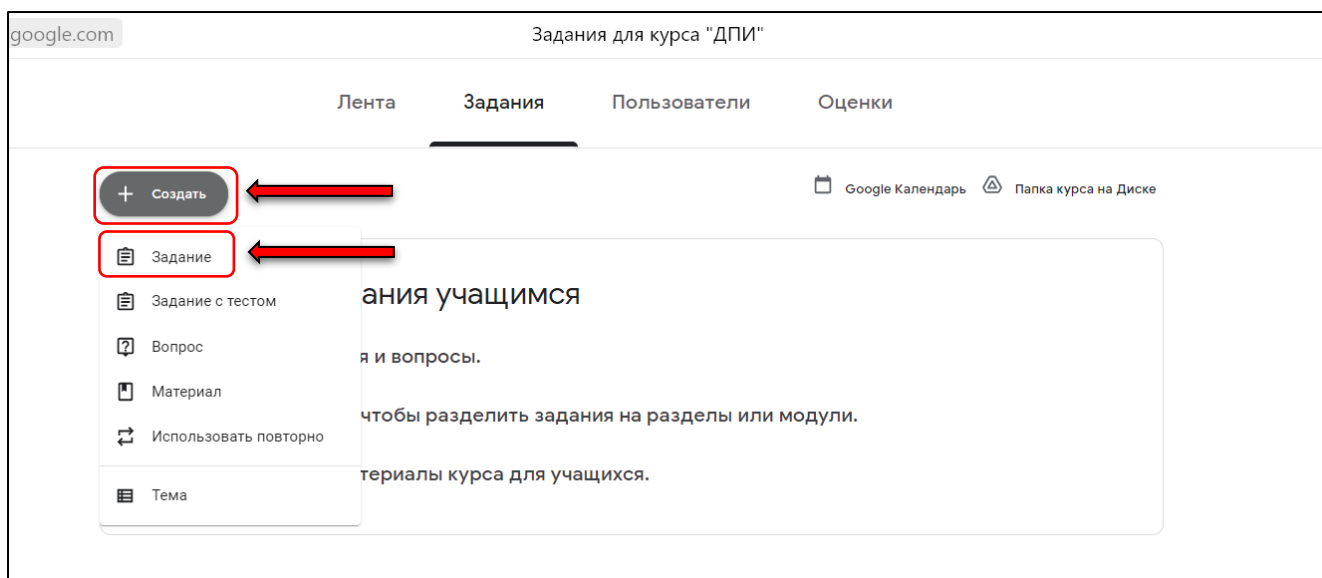 google.com
Задания для курса "ДПИ"
Лента Задания Пользователи Оценки
Создать
Google Календарь Папка курса на Диске
Задание
Задание с тестом
ания учащимся
Вопрос
я и вопросы.
Материал
чтобы разделить задания на разделы или модули.
Использовать повторно
териалы курса для учащихся.
Тема